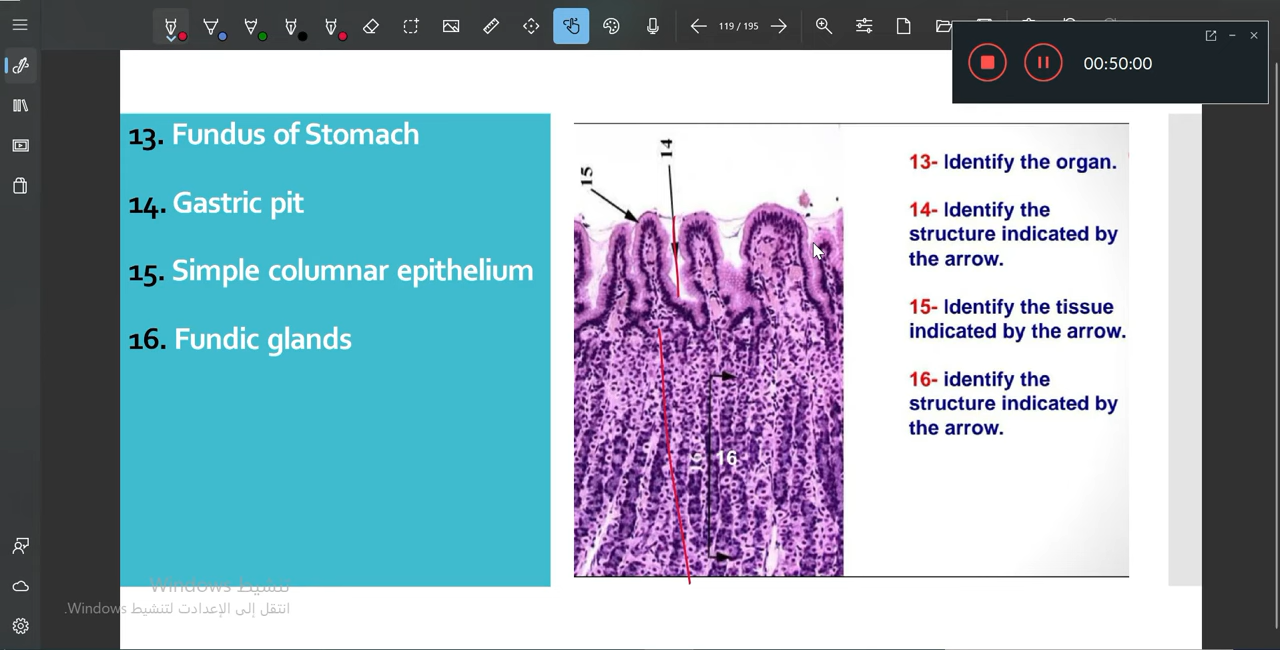 119 / 195
00:50:00
13. Fundus of Stomach
14. Gastric pit
15. Simple columnar epithelium
16. Fundic glands
14
15
16
13- Identify the organ.
14- Identify the
structure indicated by
the arrow.
15- Identify the tissue
indicated by the arrow.
16- identify the
structure indicated by
the arrow.
تنشيط Windows
انتقل إلى الإعدادات لتنشيط Windows.